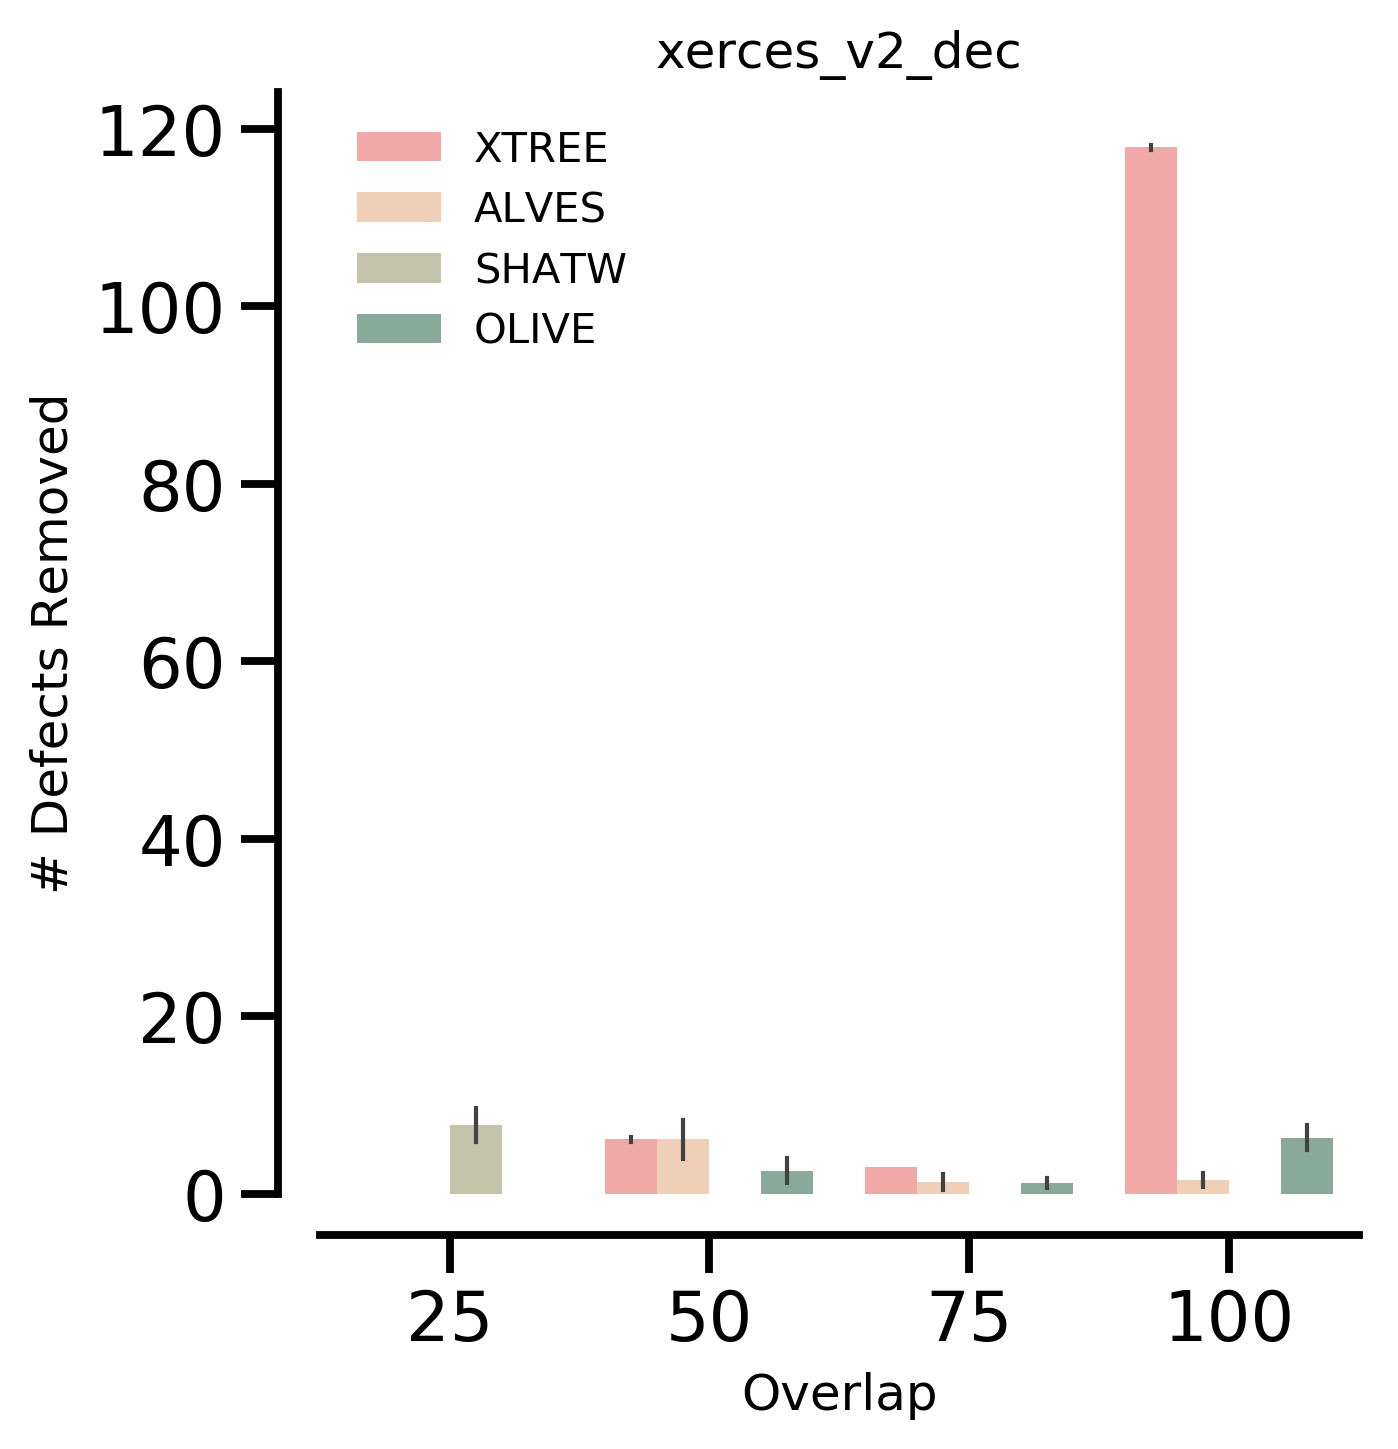 xerces_v2_dec
120
100
80
60
40
20
0
# Defects Removed
XTREE
ALVES
SHATW
OLIVE
25 50 75 100
Overlap